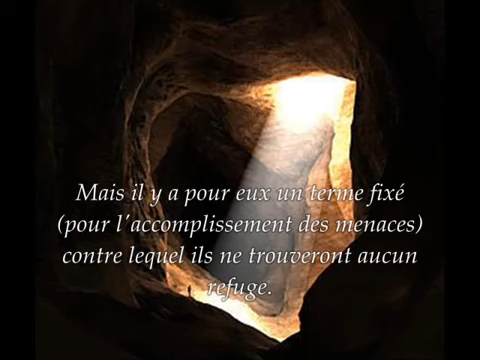 Mais il y a pour eux un terme fixé
(pour l'accomplissement des menaces)
contre lequel ils ne trouveront aucun
refuge.